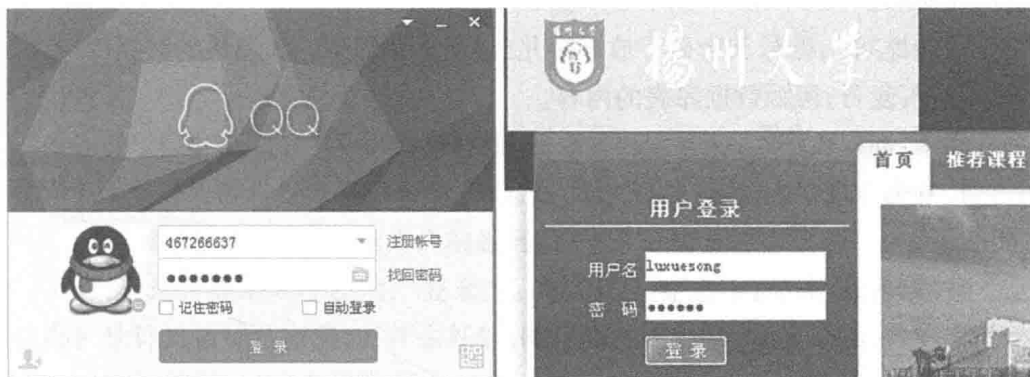 QQ
467266637
注册帐号
●●●●●●●
找回密码
记住密码
自动登录
登录
揚州大學
首页
推荐课程
用户登录
用户名
luxuesong
密 码
●●●●●●
登录